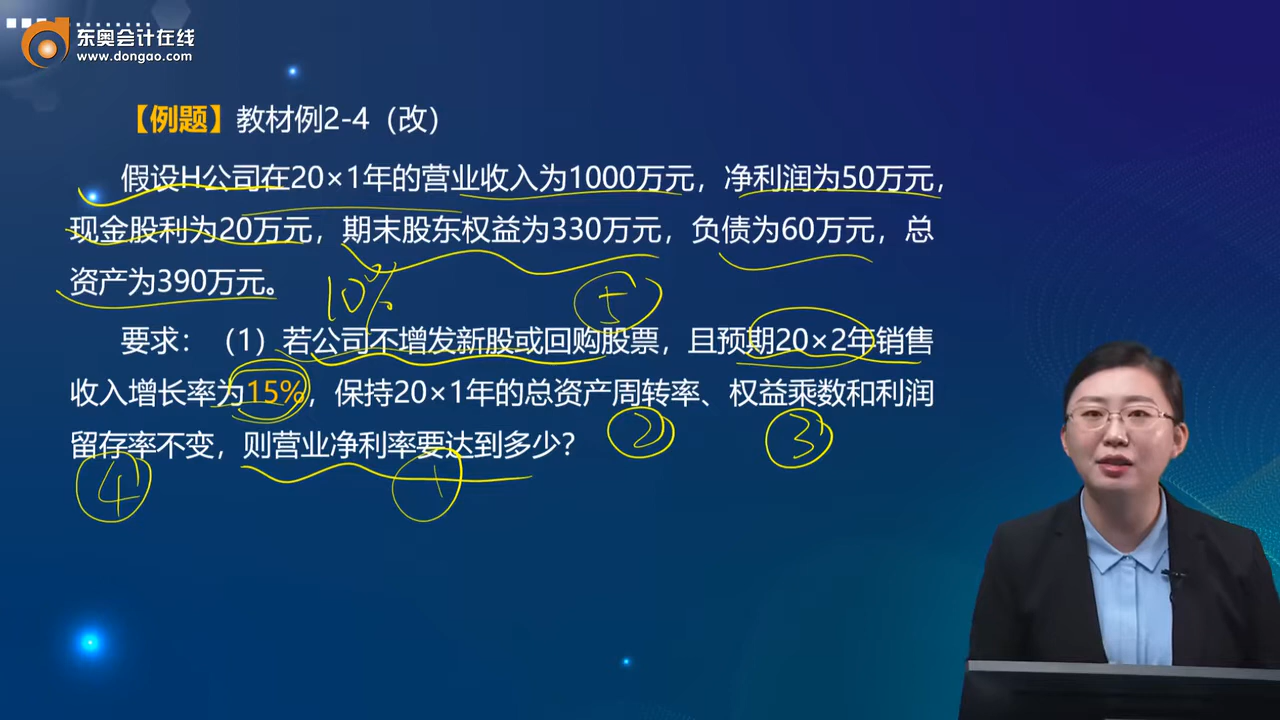 东奥会计在线
www.dongao.com
【例题】教材例2-4（改）
假设H公司在20×1年的营业收入为1000万元，净利润为50万元，
现金股利为20万元，期末股东权益为330万元，负债为60万元，总
资产为390万元。
10%
5
要求：（1）若公司不增发新股或回购股票，且预期20×2年销售
收入增长率为15%，保持20×1年的总资产周转率、权益乘数和利润
留存率不变，则营业净利率要达到多少？
2
3
4
1